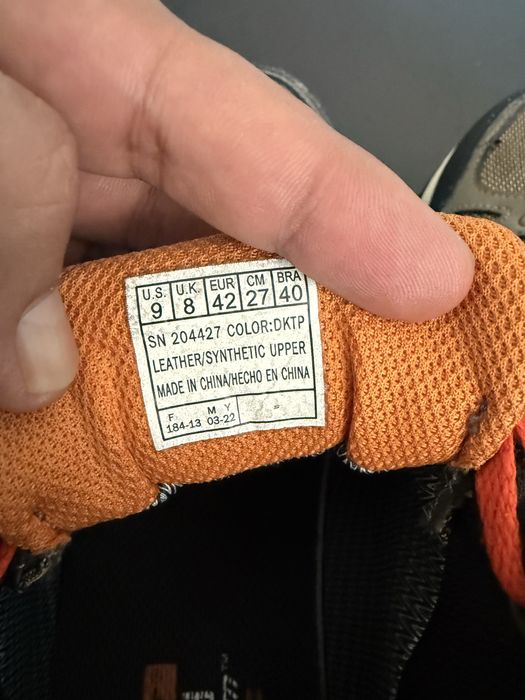 U.S. U.K. EUR CM BRA
9 8 42 27 40
SN 204427 COLOR:DKTP
LEATHER/SYNTHETIC UPPER
MADE IN CHINA/HECHO EN CHINA
F M Y
184-13 03-22